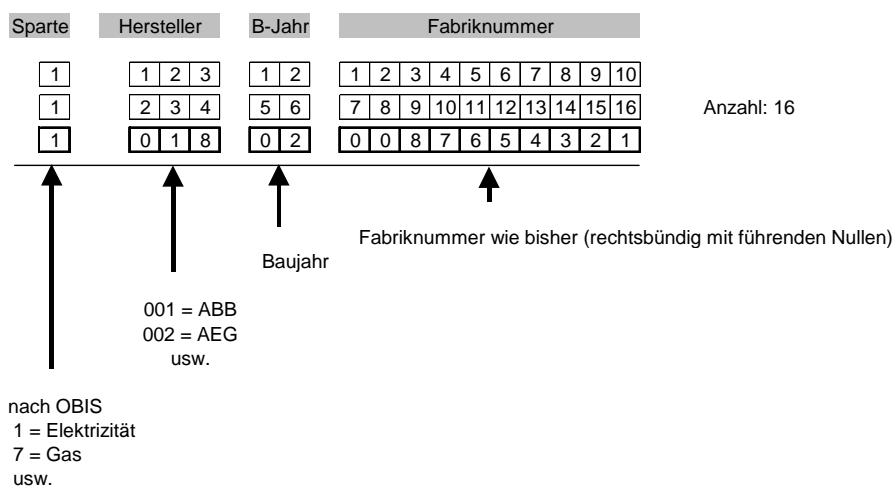 Sparte Hersteller B-Jahr Fabriknummer
1 1 2 3 1 2 1 2 3 4 5 6 7 8 9 10
1 2 3 4 5 6 7 8 9 10 11 12 13 14 15 16 Anzahl: 16
1 0 1 8 0 2 0 0 8 7 6 5 4 3 2 1
Fabriknummer wie bisher (rechtsbündig mit führenden Nullen)
Baujahr
001 = ABB
002 = AEG
usw.
nach OBIS
1 = Elektrizität
7 = Gas
usw.